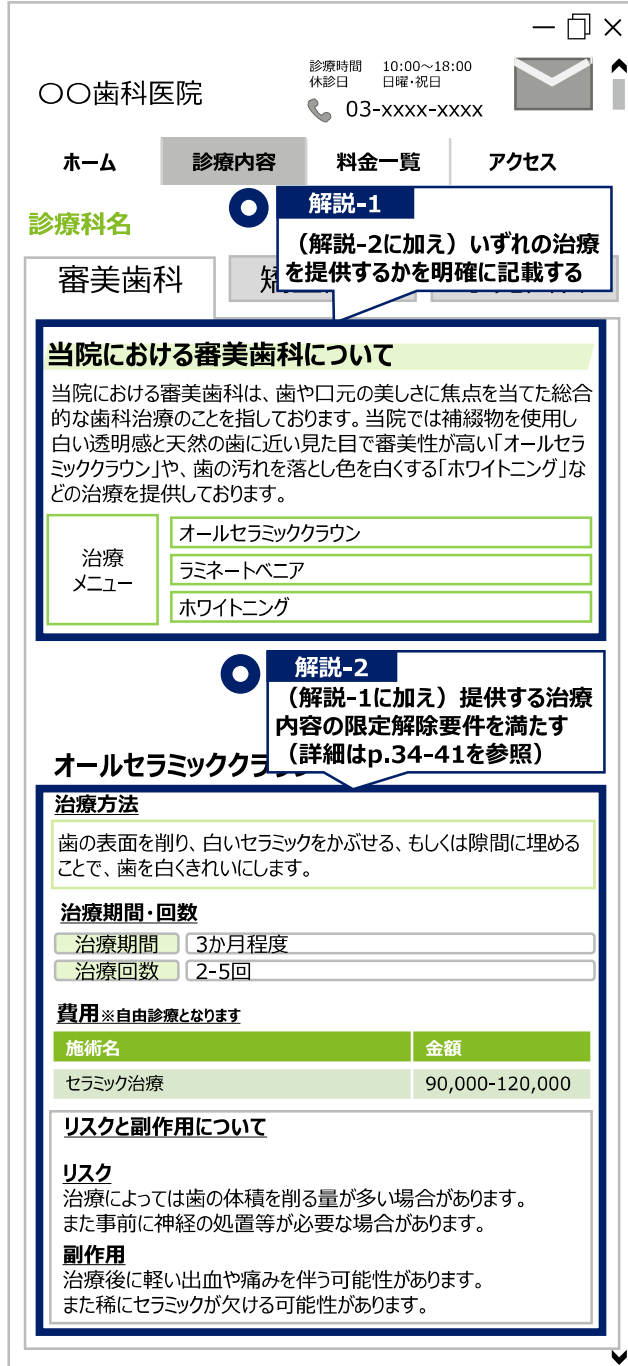 診療時間 10:00～18:00
休診日 日曜・祝日
〇〇歯科医院
03-xxxx-xxxx
ホーム 診療内容 料金一覧 アクセス
診療科名
解説-1
（解説-2に加え）いずれの治療
を提供するかを明確に記載する
審美歯科
当院における審美歯科について
当院における審美歯科は、歯や口元の美しさに焦点を当てた総合
的な歯科治療のことを指しております。当院では補綴物を使用し
白い透明感と天然の歯に近い見た目で審美性が高い「オールセラ
ミッククラウン」や、歯の汚れを落とし色を白くする「ホワイトニング」な
どの治療を提供しております。
治療
メニュー
オールセラミッククラウン
ラミネートベニア
ホワイトニング
解説-2
（解説-1に加え）提供する治療
内容の限定解除要件を満たす
（詳細はp.34-41を参照）
オールセラミックク
治療方法
歯の表面を削り、白いセラミックをかぶせる、もしくは隙間に埋める
ことで、歯を白くきれいにします。
治療期間・回数
治療期間 3か月程度
治療回数 2-5回
費用※自由診療となります
施術名 金額
セラミック治療 90,000-120,000
リスクと副作用について
リスク
治療によっては歯の体積を削る量が多い場合があります。
また事前に神経の処置等が必要な場合があります。
副作用
治療後に軽い出血や痛みを伴う可能性があります。
また稀にセラミックが欠ける可能性があります。